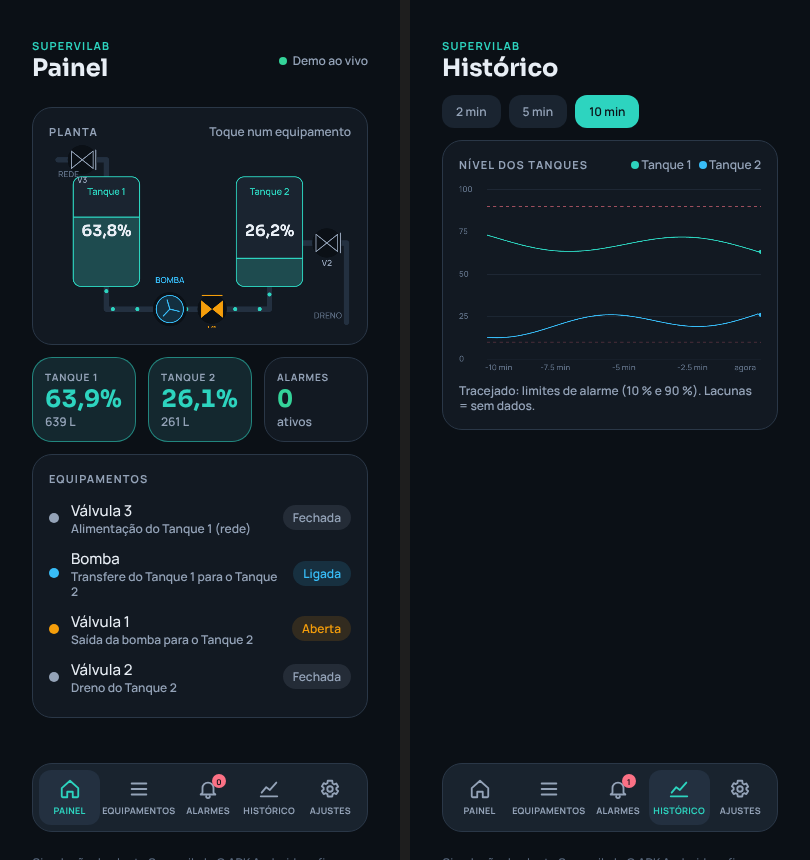 SUPERVILAB
Painel
Demo ao vivo
PLANTA
Toque num equipamento
REDE
V3
Tanque 1
63,8%
Tanque 2
26,2%
V2
BOMBA
DRENO
TANQUE 1
63,9%
639 L
TANQUE 2
26,1%
261 L
ALARMES
0
ativos
EQUIPAMENTOS
Válvula 3
Alimentação do Tanque 1 (rede)
Fechada
Bomba
Transfere do Tanque 1 para o Tanque
2
Ligada
Válvula 1
Saída da bomba para o Tanque 2
Aberta
Válvula 2
Dreno do Tanque 2
Fechada
0
PAINEL
EQUIPAMENTOS
ALARMES
HISTÓRICO
AJUSTES
SUPERVILAB
Histórico
2 min
5 min
10 min
NÍVEL DOS TANQUES
Tanque 1
Tanque 2
100
75
50
25
0
-10 min
-7.5 min
-5 min
-2.5 min
agora
Tracejado: limites de alarme (10 % e 90 %). Lacunas
= sem dados.
1
PAINEL
EQUIPAMENTOS
ALARMES
HISTÓRICO
AJUSTES